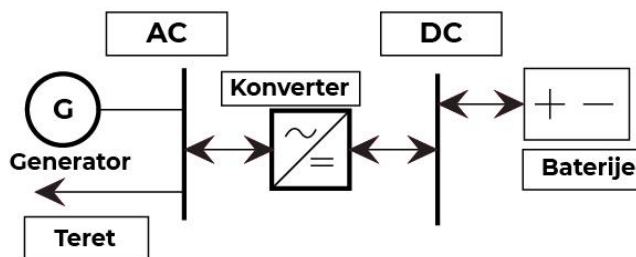 AC
DC
Konverter
G
Generator
Teret
Baterije